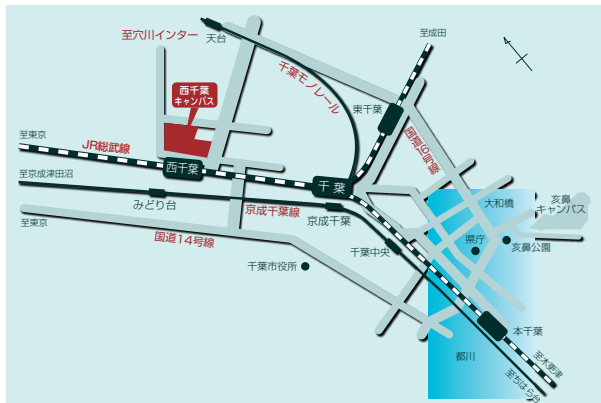 至穴川インター
天台
至成田
千葉モノレール
西千葉
キャンパス
東千葉
国道16号線
至東京
JR総武線
西千葉
千葉
至京成津田沼
みどり台
京成千葉線
京成千葉
大和橋
亥鼻
キャンパス
至東京
国道14号線
千葉中央
県庁
亥鼻公園
千葉市役所
本千葉
都川
至木更津
至ちはら台